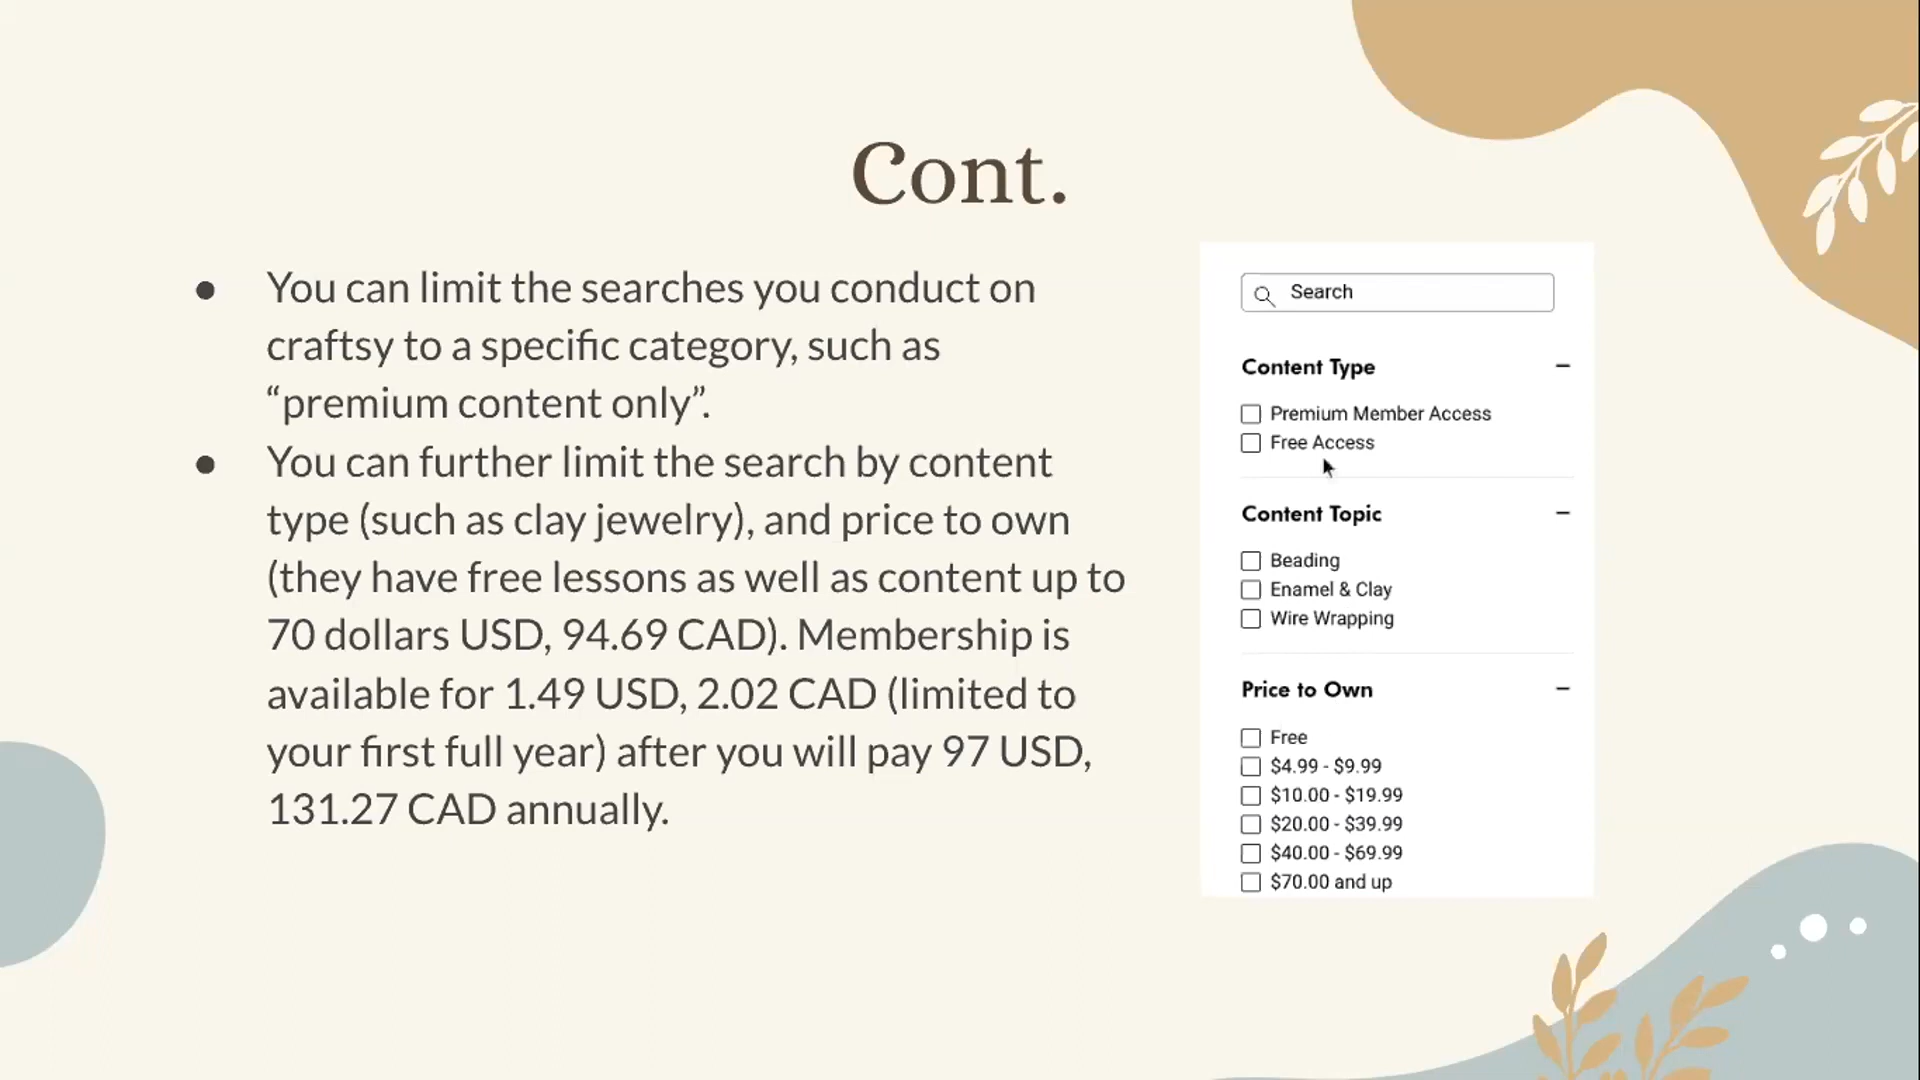 Cont.
● You can limit the searches you conduct on
craftsy to a specific category, such as
“premium content only”.
● You can further limit the search by content
type (such as clay jewelry), and price to own
(they have free lessons as well as content up to
70 dollars USD, 94.69 CAD). Membership is
available for 1.49 USD, 2.02 CAD (limited to
your first full year) after you will pay 97 USD,
131.27 CAD annually.
Search
Content Type
Premium Member Access
Free Access
Content Topic
Beading
Enamel & Clay
Wire Wrapping
Price to Own
Free
$4.99 - $9.99
$10.00 - $19.99
$20.00 - $39.99
$40.00 - $69.99
$70.00 and up